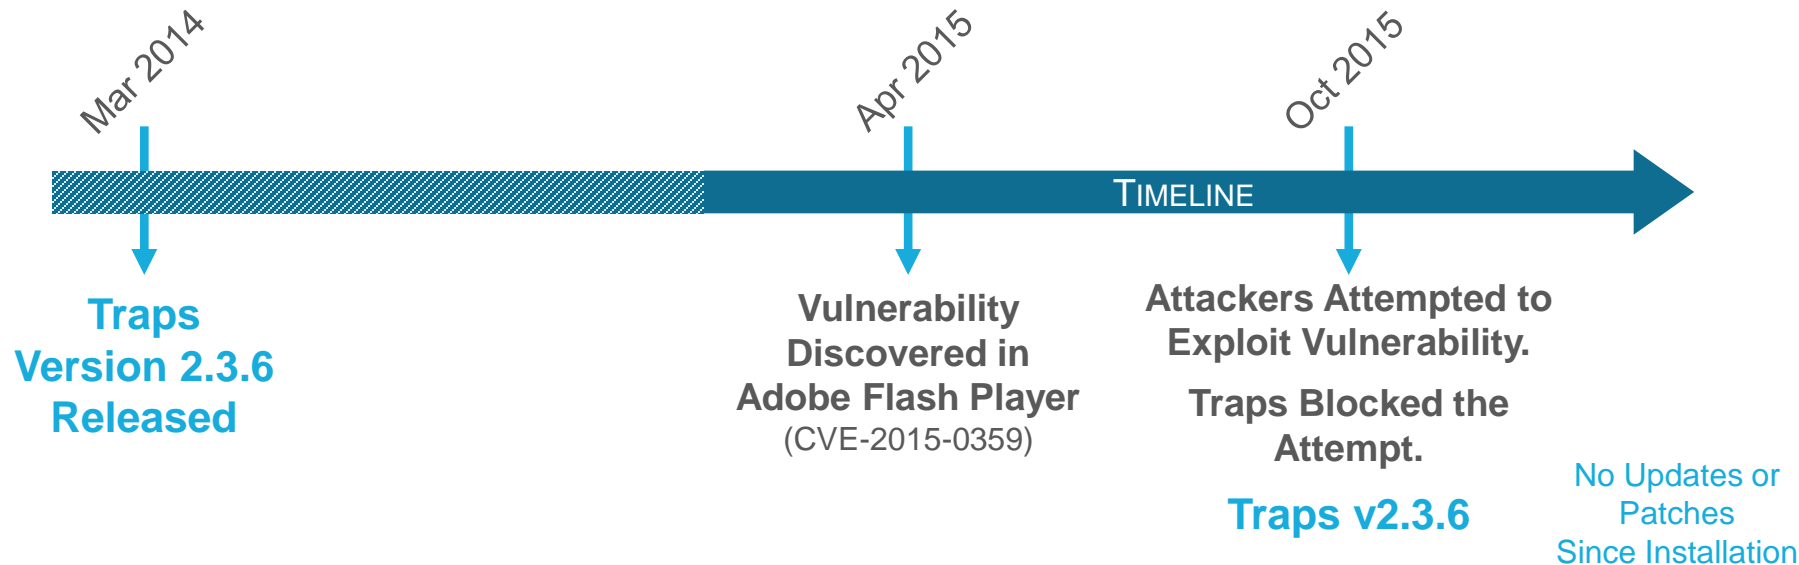 Mar 2014
Apr 2015
Oct 2015
TIMELINE
Traps
Version 2.3.6
Released
Vulnerability
Discovered in
Adobe Flash Player
(CVE-2015-0359)
Attackers Attempted to
Exploit Vulnerability.
Traps Blocked the
Attempt.
Traps v2.3.6
No Updates or
Patches
Since Installation